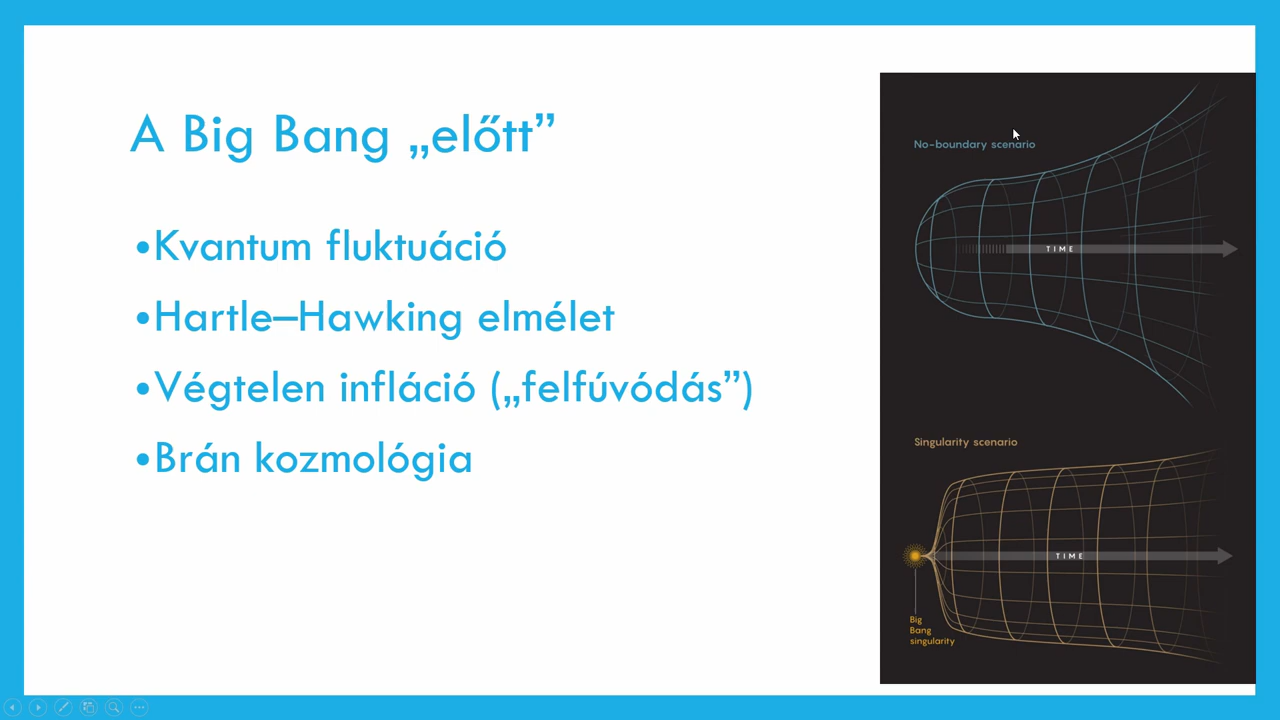 A Big Bang „előtt”
•Kvantum fluktuáció
•Hartle–Hawking elmélet
•Végtelen infláció („felfúvódás”)
•Brán kozmológia
No-boundary scenario
TIME
Singularity scenario
TIME
Big
Bang
singularity